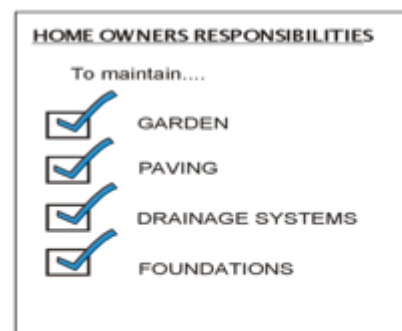 HOME OWNERS RESPONSIBILITIES
To maintain....
GARDEN
PAVING
DRAINAGE SYSTEMS
FOUNDATIONS